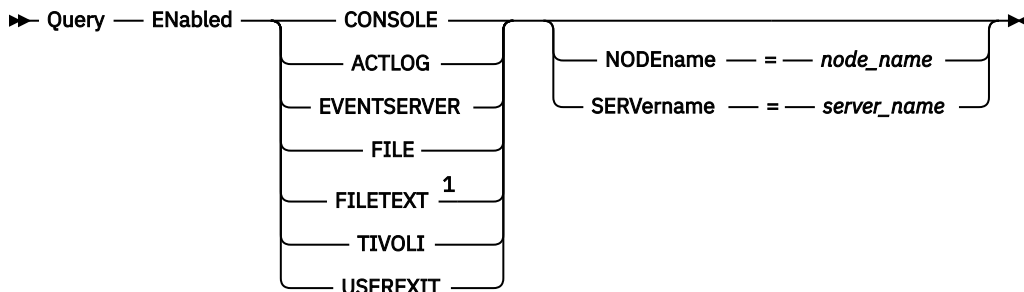 Query ENabled CONSOLE
ACTLOG NODEname = node_name
EVENTSERVER SERVername = server_name
FILE
FILETEXT 1
TIVOLI
USEREXIT